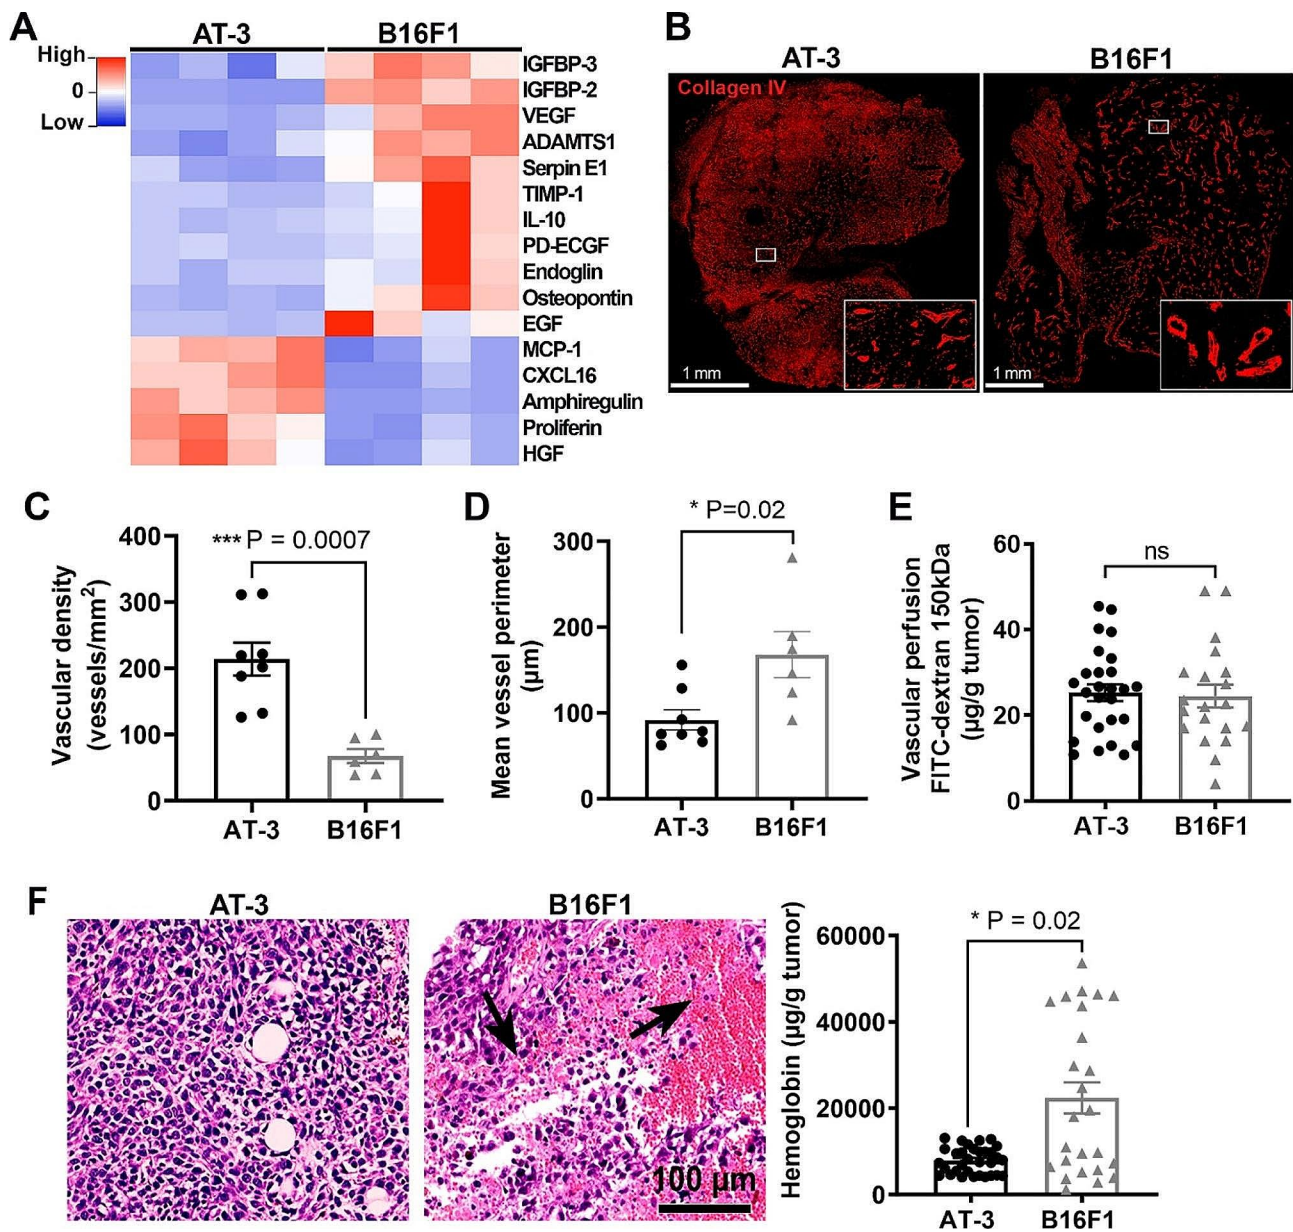 A
AT-3
B16F1
High
0
Low
IGFBP-3
IGFBP-2
VEGF
ADAMTS1
Serpin E1
TIMP-1
IL-10
PD-ECGF
Endoglin
Osteopontin
EGF
MCP-1
CXCL16
Amphiregulin
Proliferin
HGF
B
AT-3
B16F1
Collagen IV
1 mm
1 mm
C
Vascular density
(vessels/mm²)
400
300
200
100
0
*** P = 0.0007
AT-3
B16F1
D
Mean vessel perimeter
(µm)
300
200
100
0
* P=0.02
AT-3
B16F1
E
Vascular perfusion
FITC-dextran 150kDa
(µg/g tumor)
60
40
20
0
ns
AT-3
B16F1
F
AT-3
B16F1
100 µm
Hemoglobin (µg/g tumor)
60000
40000
20000
0
* P = 0.02
AT-3
B16F1